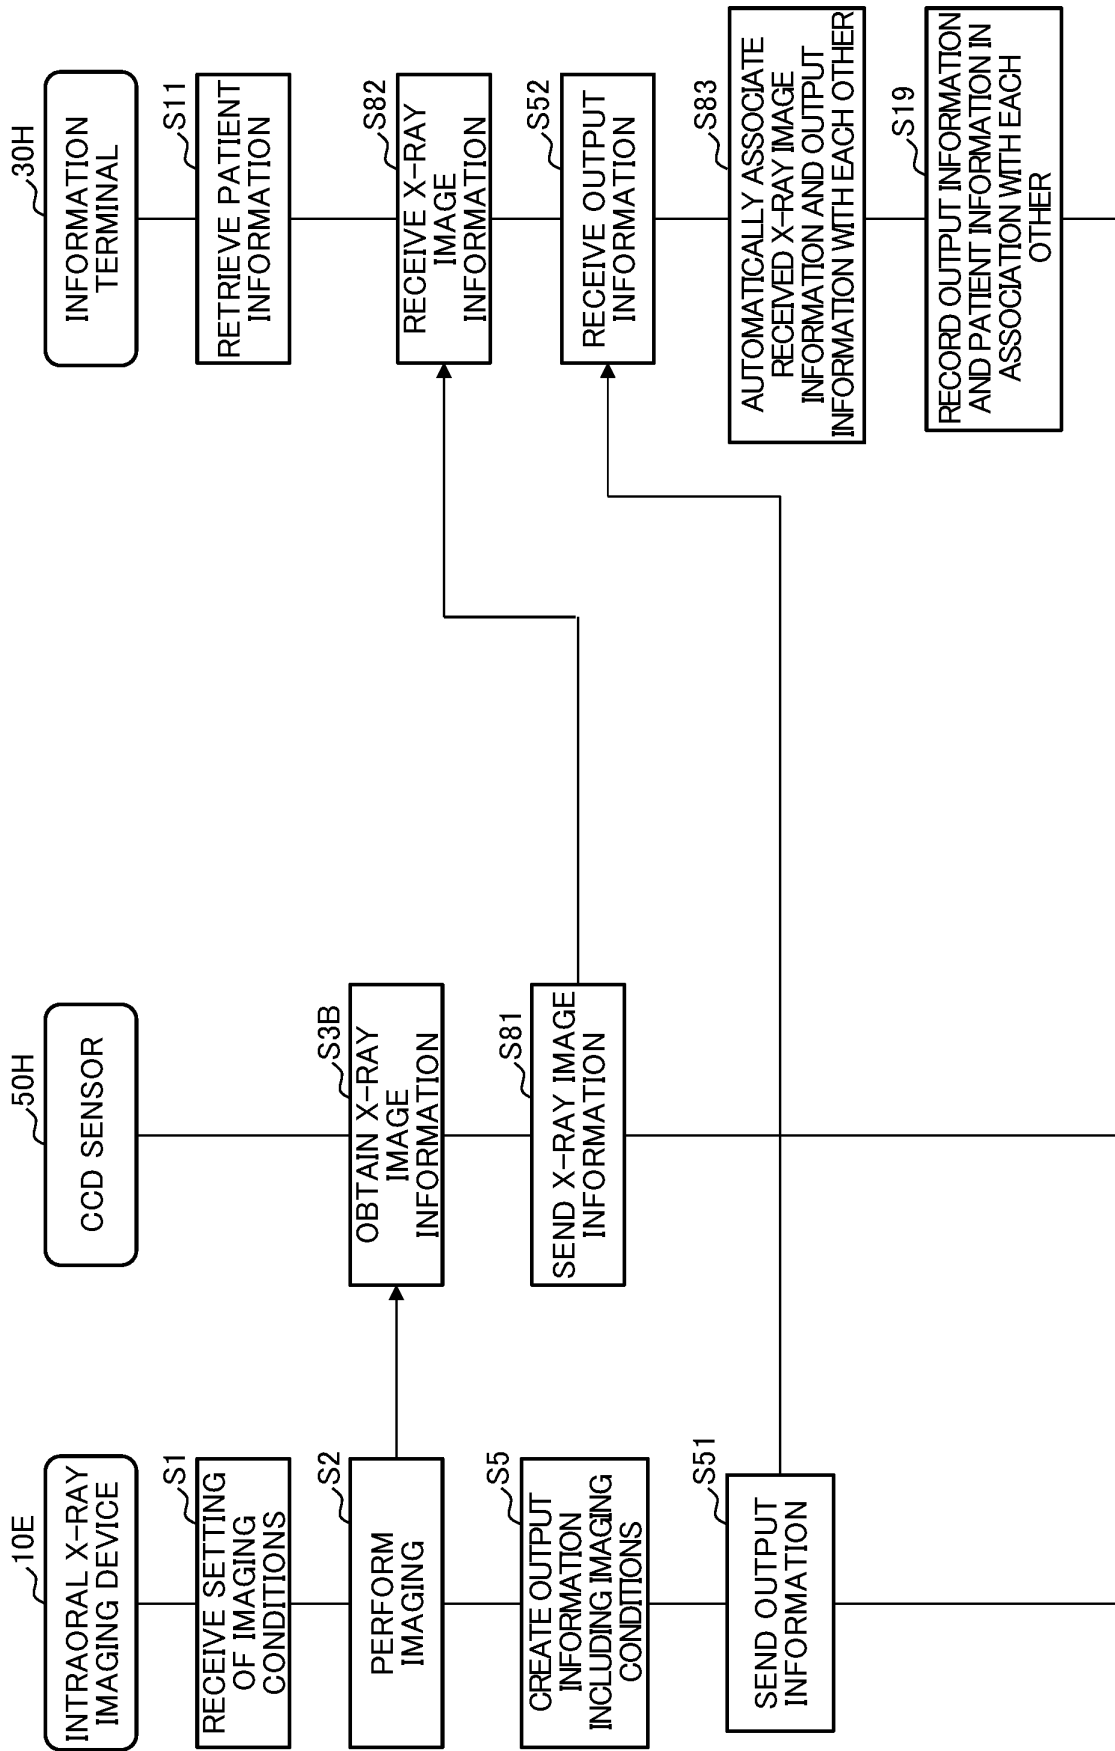 10E
INTRAORAL X-RAY
IMAGING DEVICE
S1
RECEIVE SETTING
OF IMAGING
CONDITIONS
S2
PERFORM
IMAGING
S5
CREATE OUTPUT
INFORMATION
INCLUDING IMAGING
CONDITIONS
S51
SEND OUTPUT
INFORMATION
50H
CCD SENSOR
S3B
OBTAIN X-RAY
IMAGE
INFORMATION
S81
SEND X-RAY IMAGE
INFORMATION
30H
INFORMATION
TERMINAL
S11
RETRIEVE PATIENT
INFORMATION
S82
RECEIVE X-RAY
IMAGE
INFORMATION
S52
RECEIVE OUTPUT
INFORMATION
S83
AUTOMATICALLY ASSOCIATE
RECEIVED X-RAY IMAGE
INFORMATION AND OUTPUT
INFORMATION WITH EACH OTHER
S19
RECORD OUTPUT INFORMATION
AND PATIENT INFORMATION IN
ASSOCIATION WITH EACH
OTHER